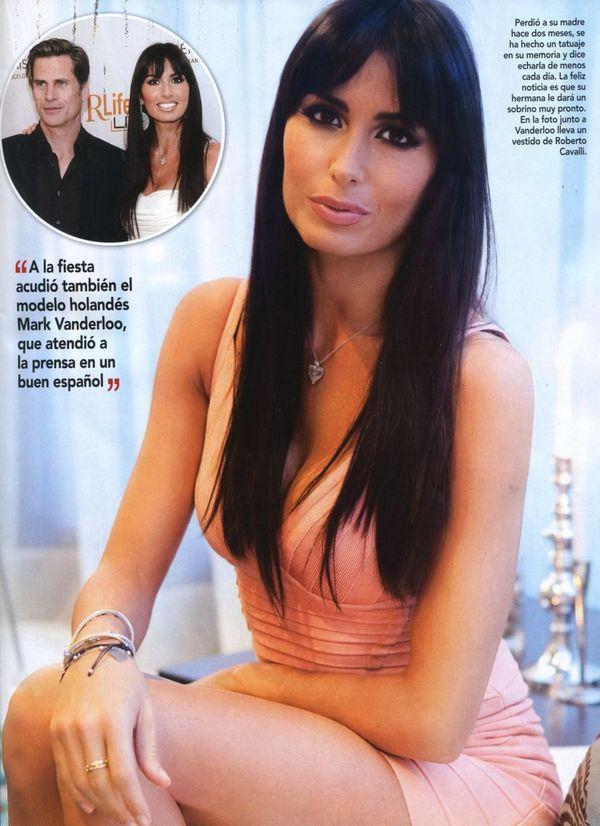 RLife
Perdió a su madre
hace dos meses, se
ha hecho un tatuaje
en su memoria y dice
echarla de menos
cada día. La feliz
noticia es que su
hermana le dará un
sobrino muy pronto.
En la foto junto a
Vanderloo lleva un
vestido de Roberto
Cavalli.
“A la fiesta
acudió también el
modelo holandés
Mark Vanderloo,
que atendió a
la prensa en un
buen español”